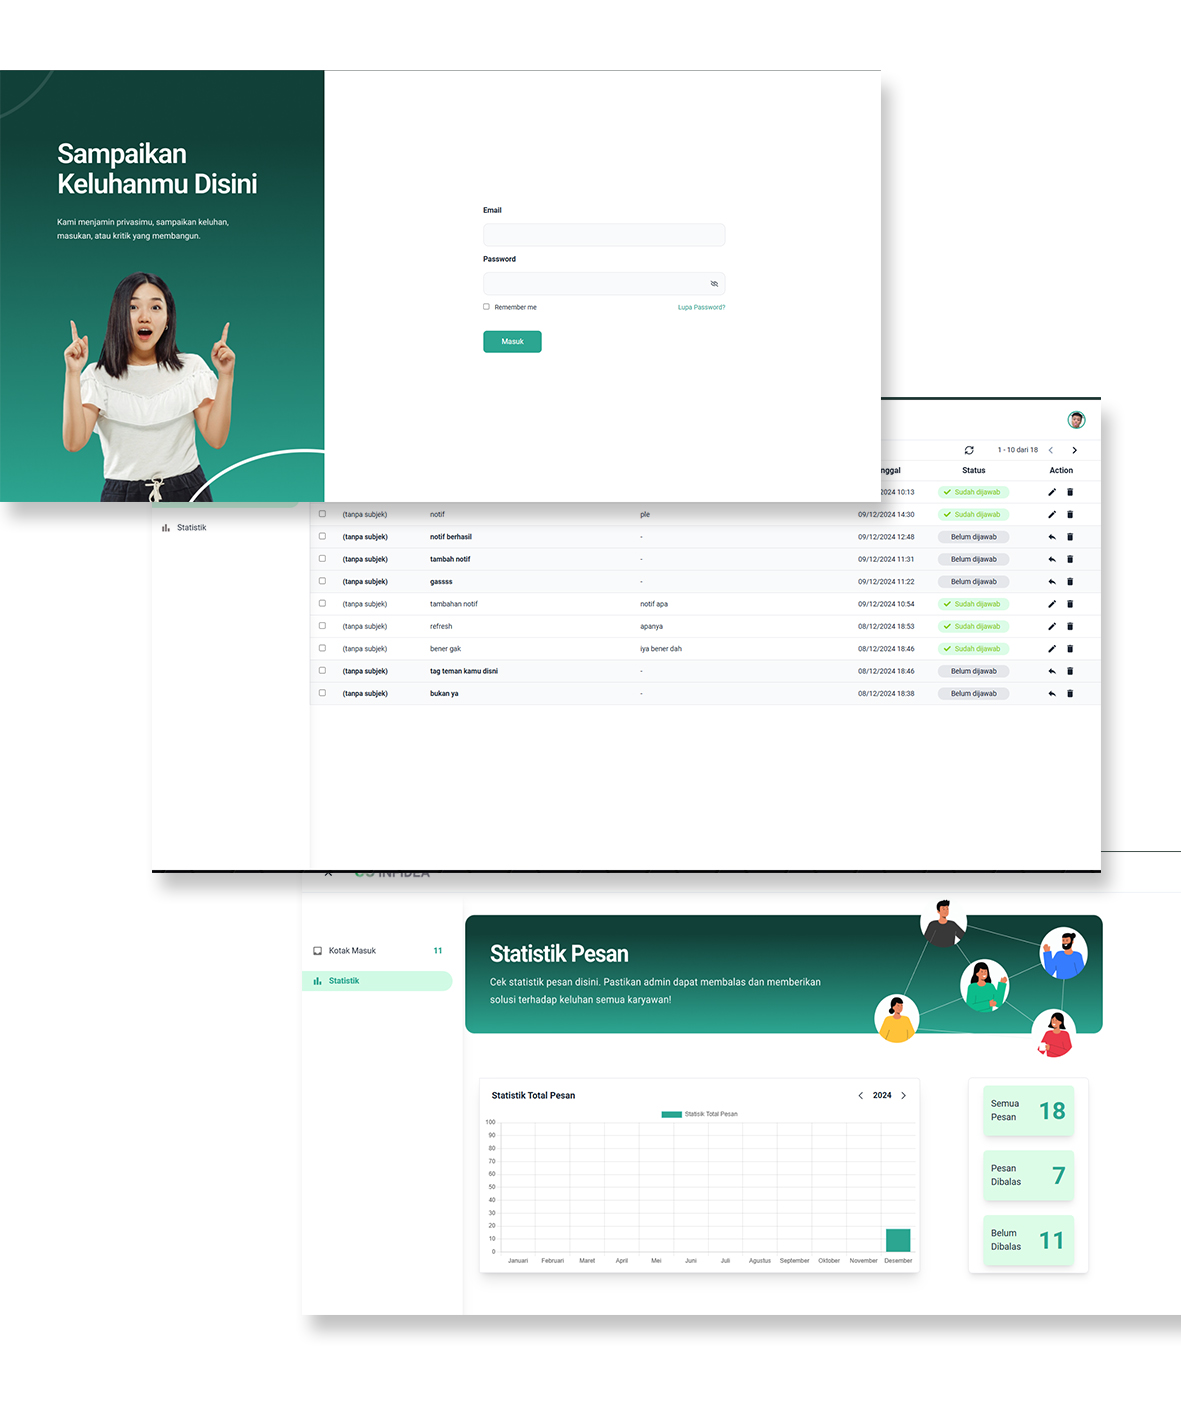 Sampaikan
Keluhanmu Disini
Kami menjamin privasimu, sampaikan keluhan,
masukan, atau kritik yang membangun.
Email
Password
Remember me Lupa Password?
Masuk
1 - 10 dari 18
nggal Status Action
2024 10:13 Sudah dijawab
Statistik
(tanpa subjek) notif ple 09/12/2024 14:30 Sudah dijawab
(tanpa subjek) notif berhasil - 09/12/2024 12:48 Belum dijawab
(tanpa subjek) tambah notif - 09/12/2024 11:31 Belum dijawab
(tanpa subjek) gassss - 09/12/2024 11:22 Belum dijawab
(tanpa subjek) tambahan notif notif apa 09/12/2024 10:54 Sudah dijawab
(tanpa subjek) refresh apanya 08/12/2024 18:53 Sudah dijawab
(tanpa subjek) bener gak iya bener dah 08/12/2024 18:46 Sudah dijawab
(tanpa subjek) tag teman kamu disni - 08/12/2024 18:46 Belum dijawab
(tanpa subjek) bukan ya - 08/12/2024 18:38 Belum dijawab
Kotak Masuk 11
Statistik
Statistik Pesan
Cek statistik pesan disini. Pastikan admin dapat membalas dan memberikan
solusi terhadap keluhan semua karyawan!
Statistik Total Pesan 2024
Statisik Total Pesan
100
90
80
70
60
50
40
30
20
10
0
Januari Februari Maret April Mei Juni Juli Agustus September Oktober November Desember
Semua
Pesan 18
Pesan
Dibalas 7
Belum
Dibalas 11